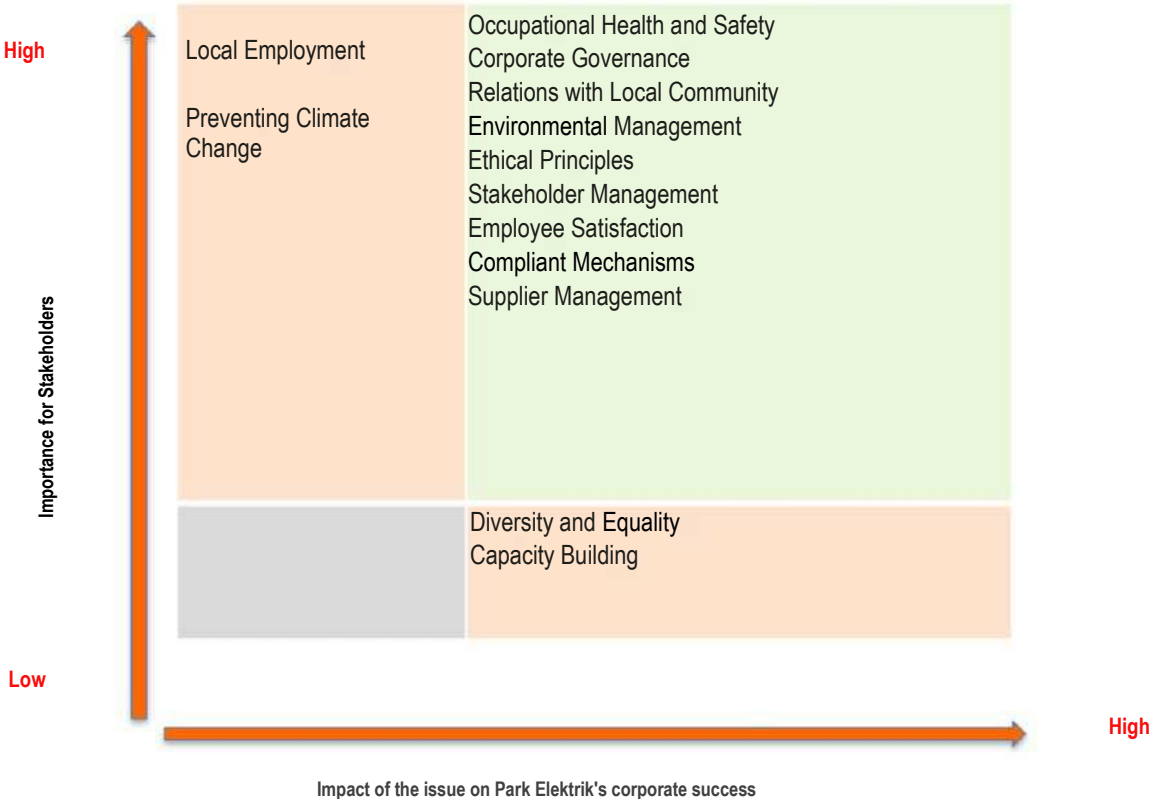 High
Local Employment
Preventing Climate
Change
Occupational Health and Safety
Corporate Governance
Relations with Local Community
Environmental Management
Ethical Principles
Stakeholder Management
Employee Satisfaction
Compliant Mechanisms
Supplier Management
Importance for Stakeholders
Diversity and Equality
Capacity Building
Low
High
Impact of the issue on Park Elektrik's corporate success